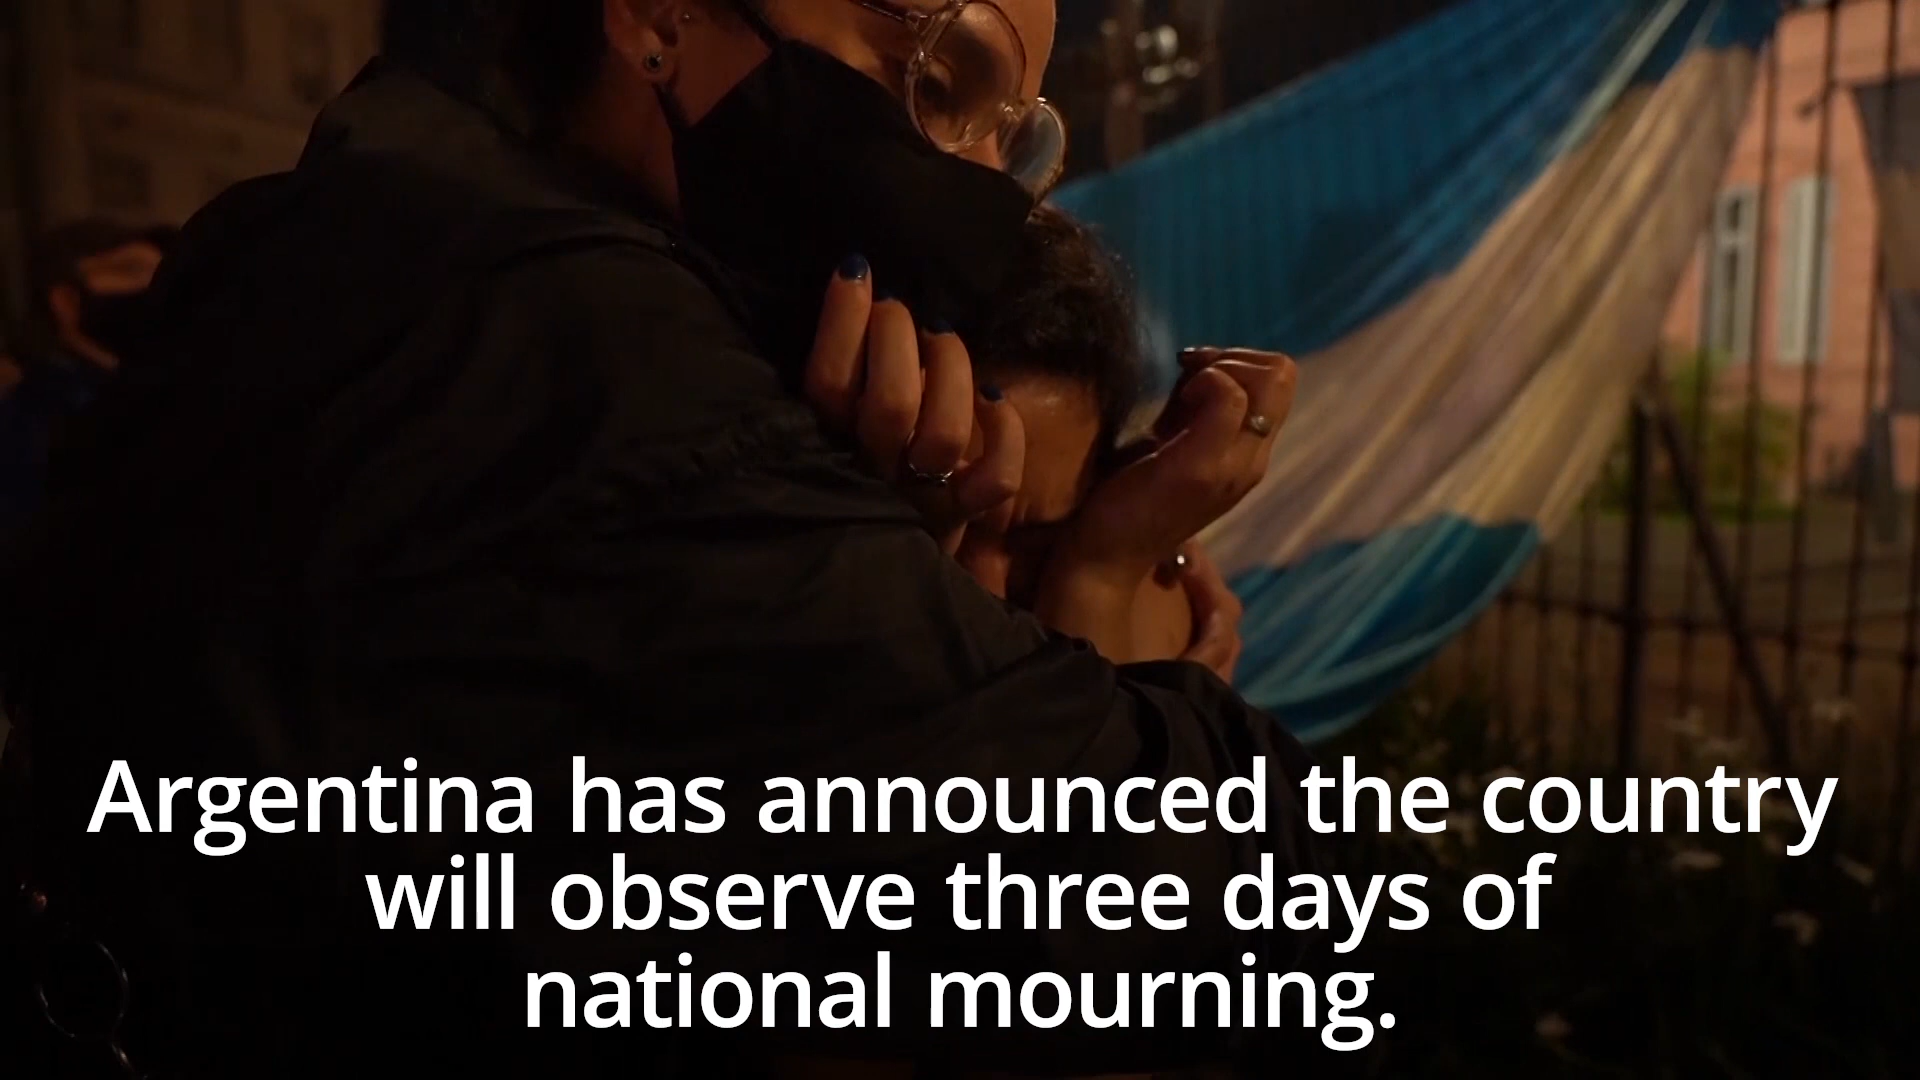 Argentina has announced the country
will observe three days of
national mourning.